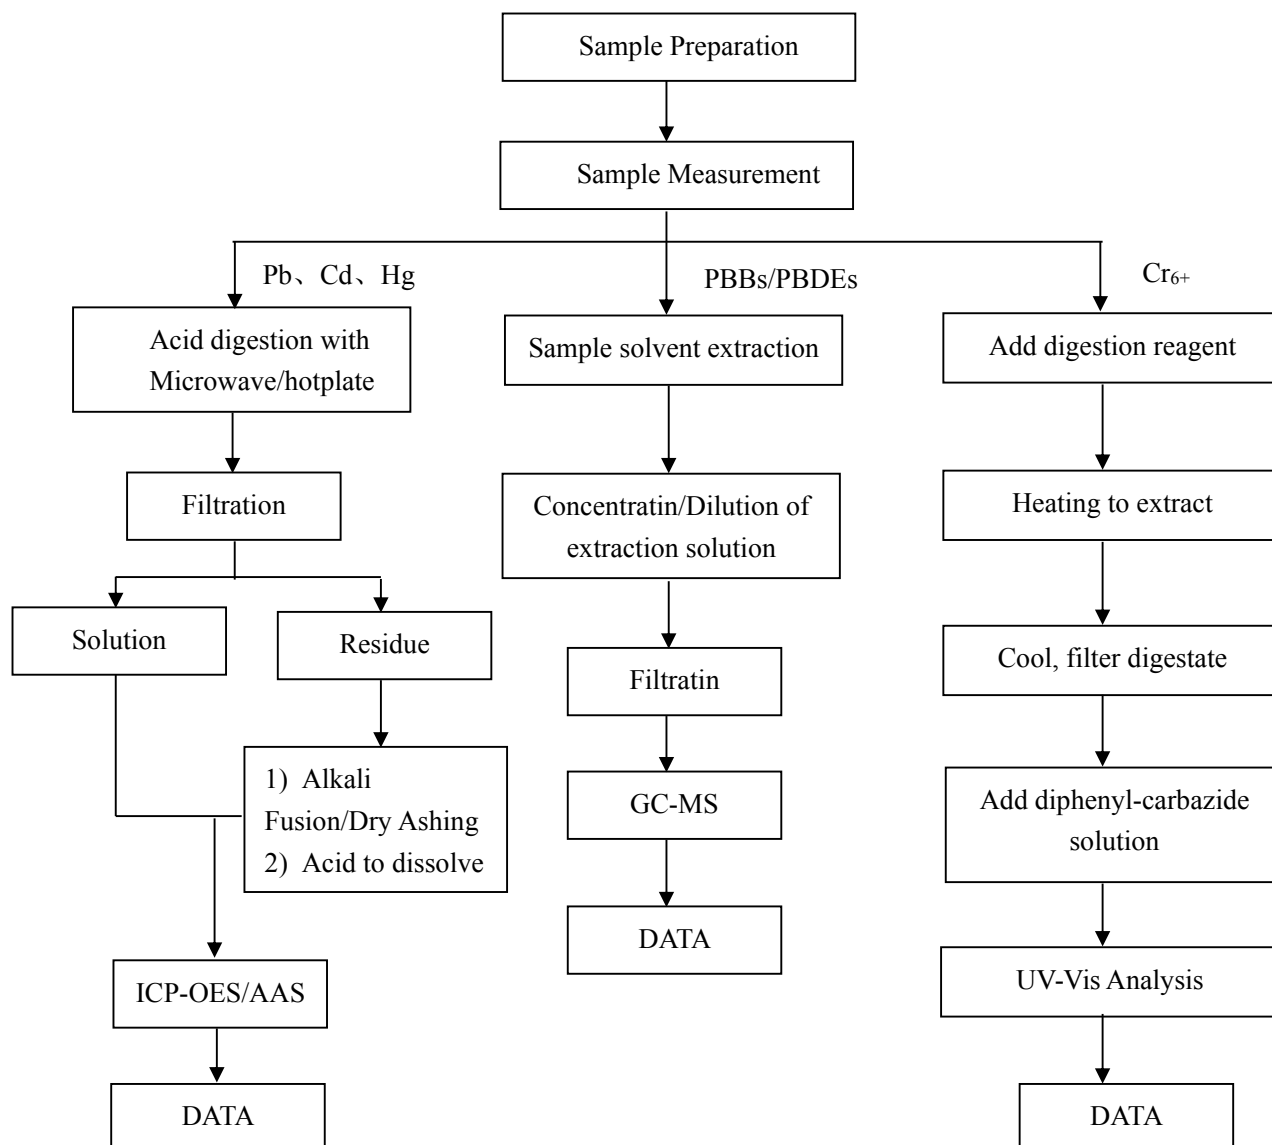 Sample Preparation
Sample Measurement
Pb、Cd、Hg
PBBs/PBDEs
Cr6+
Acid digestion with
Microwave/hotplate
Sample solvent extraction
Add digestion reagent
Filtration
Concentratin/Dilution of
extraction solution
Heating to extract
Solution
Residue
Filtratin
Cool, filter digestate
1) Alkali
Fusion/Dry Ashing
2) Acid to dissolve
GC-MS
Add diphenyl-carbazide
solution
DATA
ICP-OES/AAS
UV-Vis Analysis
DATA
DATA